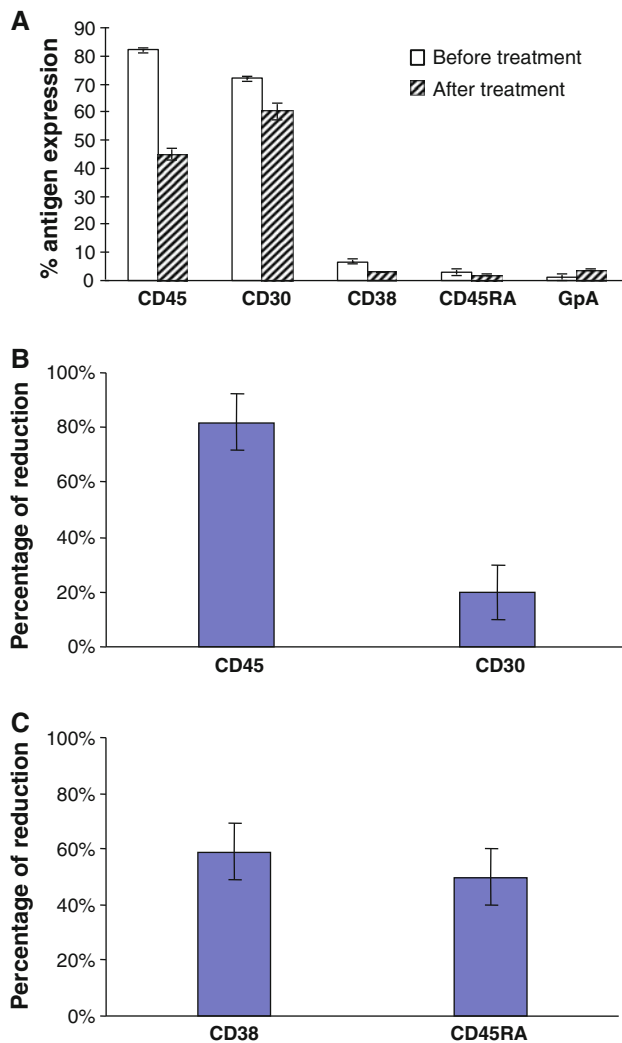 A
% antigen expression
90
80
70
60
50
40
30
20
10
0
Before treatment
After treatment
CD45 CD30 CD38 CD45RA GpA
B
Percentage of reduction
100%
80%
60%
40%
20%
0%
CD45 CD30
C
Percentage of reduction
100%
80%
60%
40%
20%
0%
CD38 CD45RA